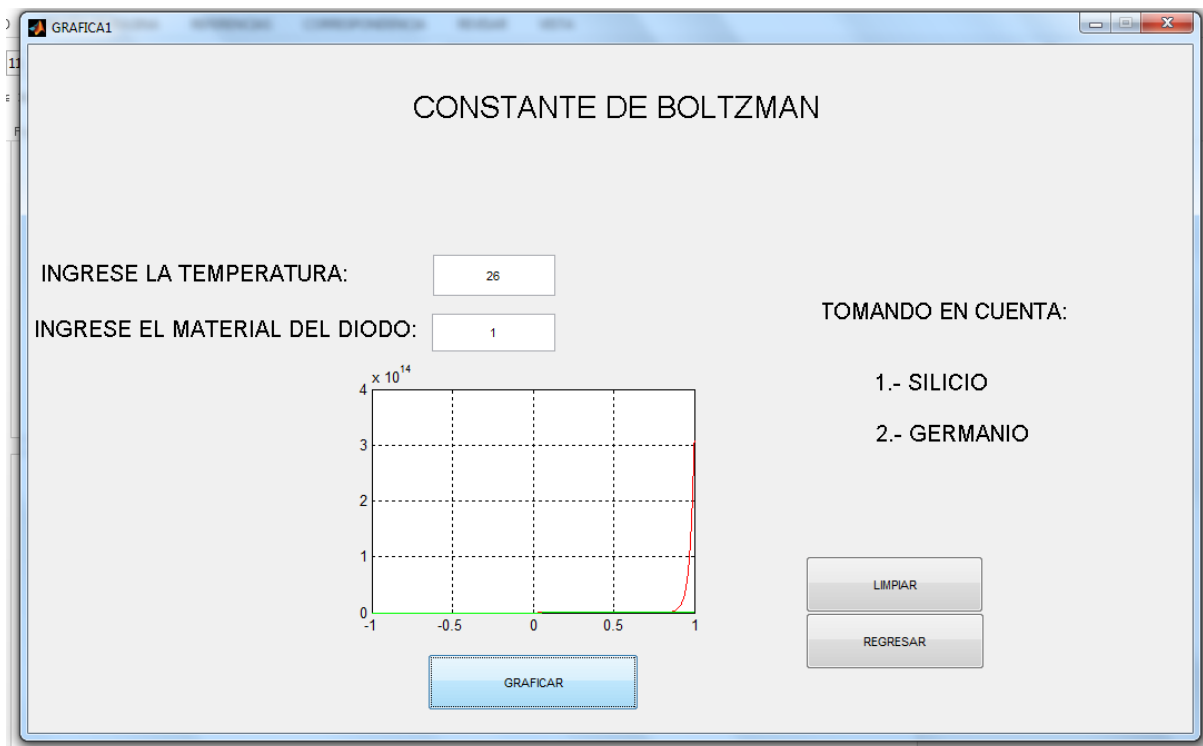 GRAFICA1
CONSTANTE DE BOLTZMAN
INGRESE LA TEMPERATURA:
26
INGRESE EL MATERIAL DEL DIODO:
1
TOMANDO EN CUENTA:
1.- SILICIO
2.- GERMANIO
x 10^14
4
3
2
1
0
-1 -0.5 0 0.5 1
GRAFICAR
LIMPIAR
REGRESAR